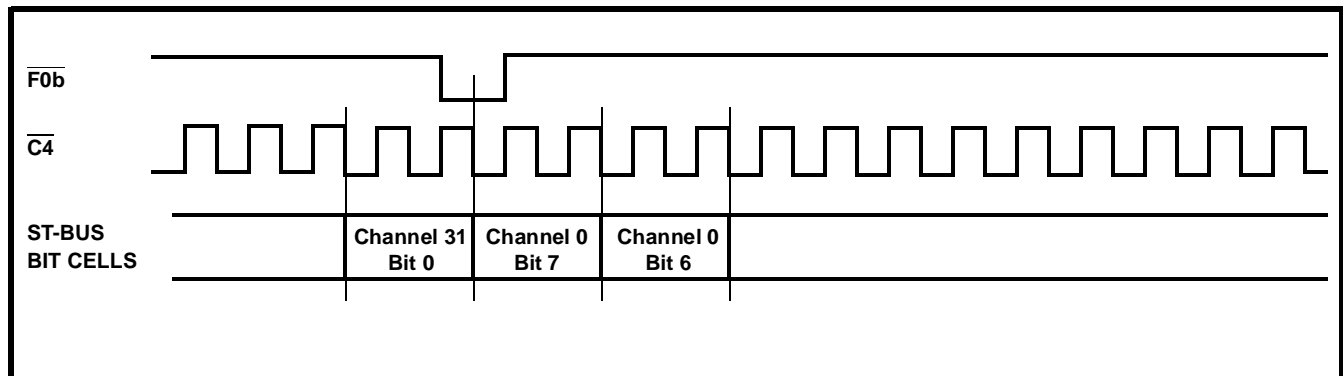 F0b
C4
ST-BUS
BIT CELLS
Channel 31
Bit 0
Channel 0
Bit 7
Channel 0
Bit 6